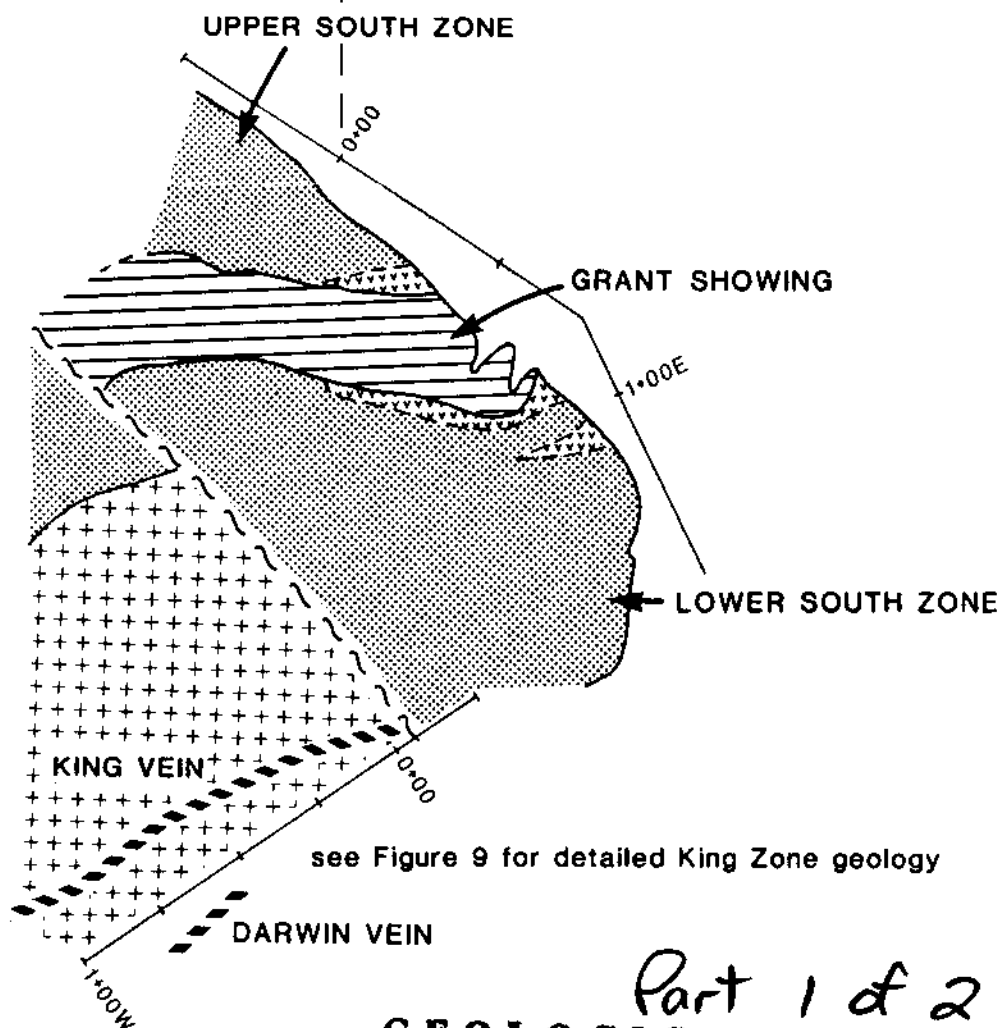 UPPER SOUTH ZONE
0+00
GRANT SHOWING
1+00E
LOWER SOUTH ZONE
KING VEIN
0+00
see Figure 9 for detailed King Zone geology
DARWIN VEIN
1+00W
Part 1 of 2